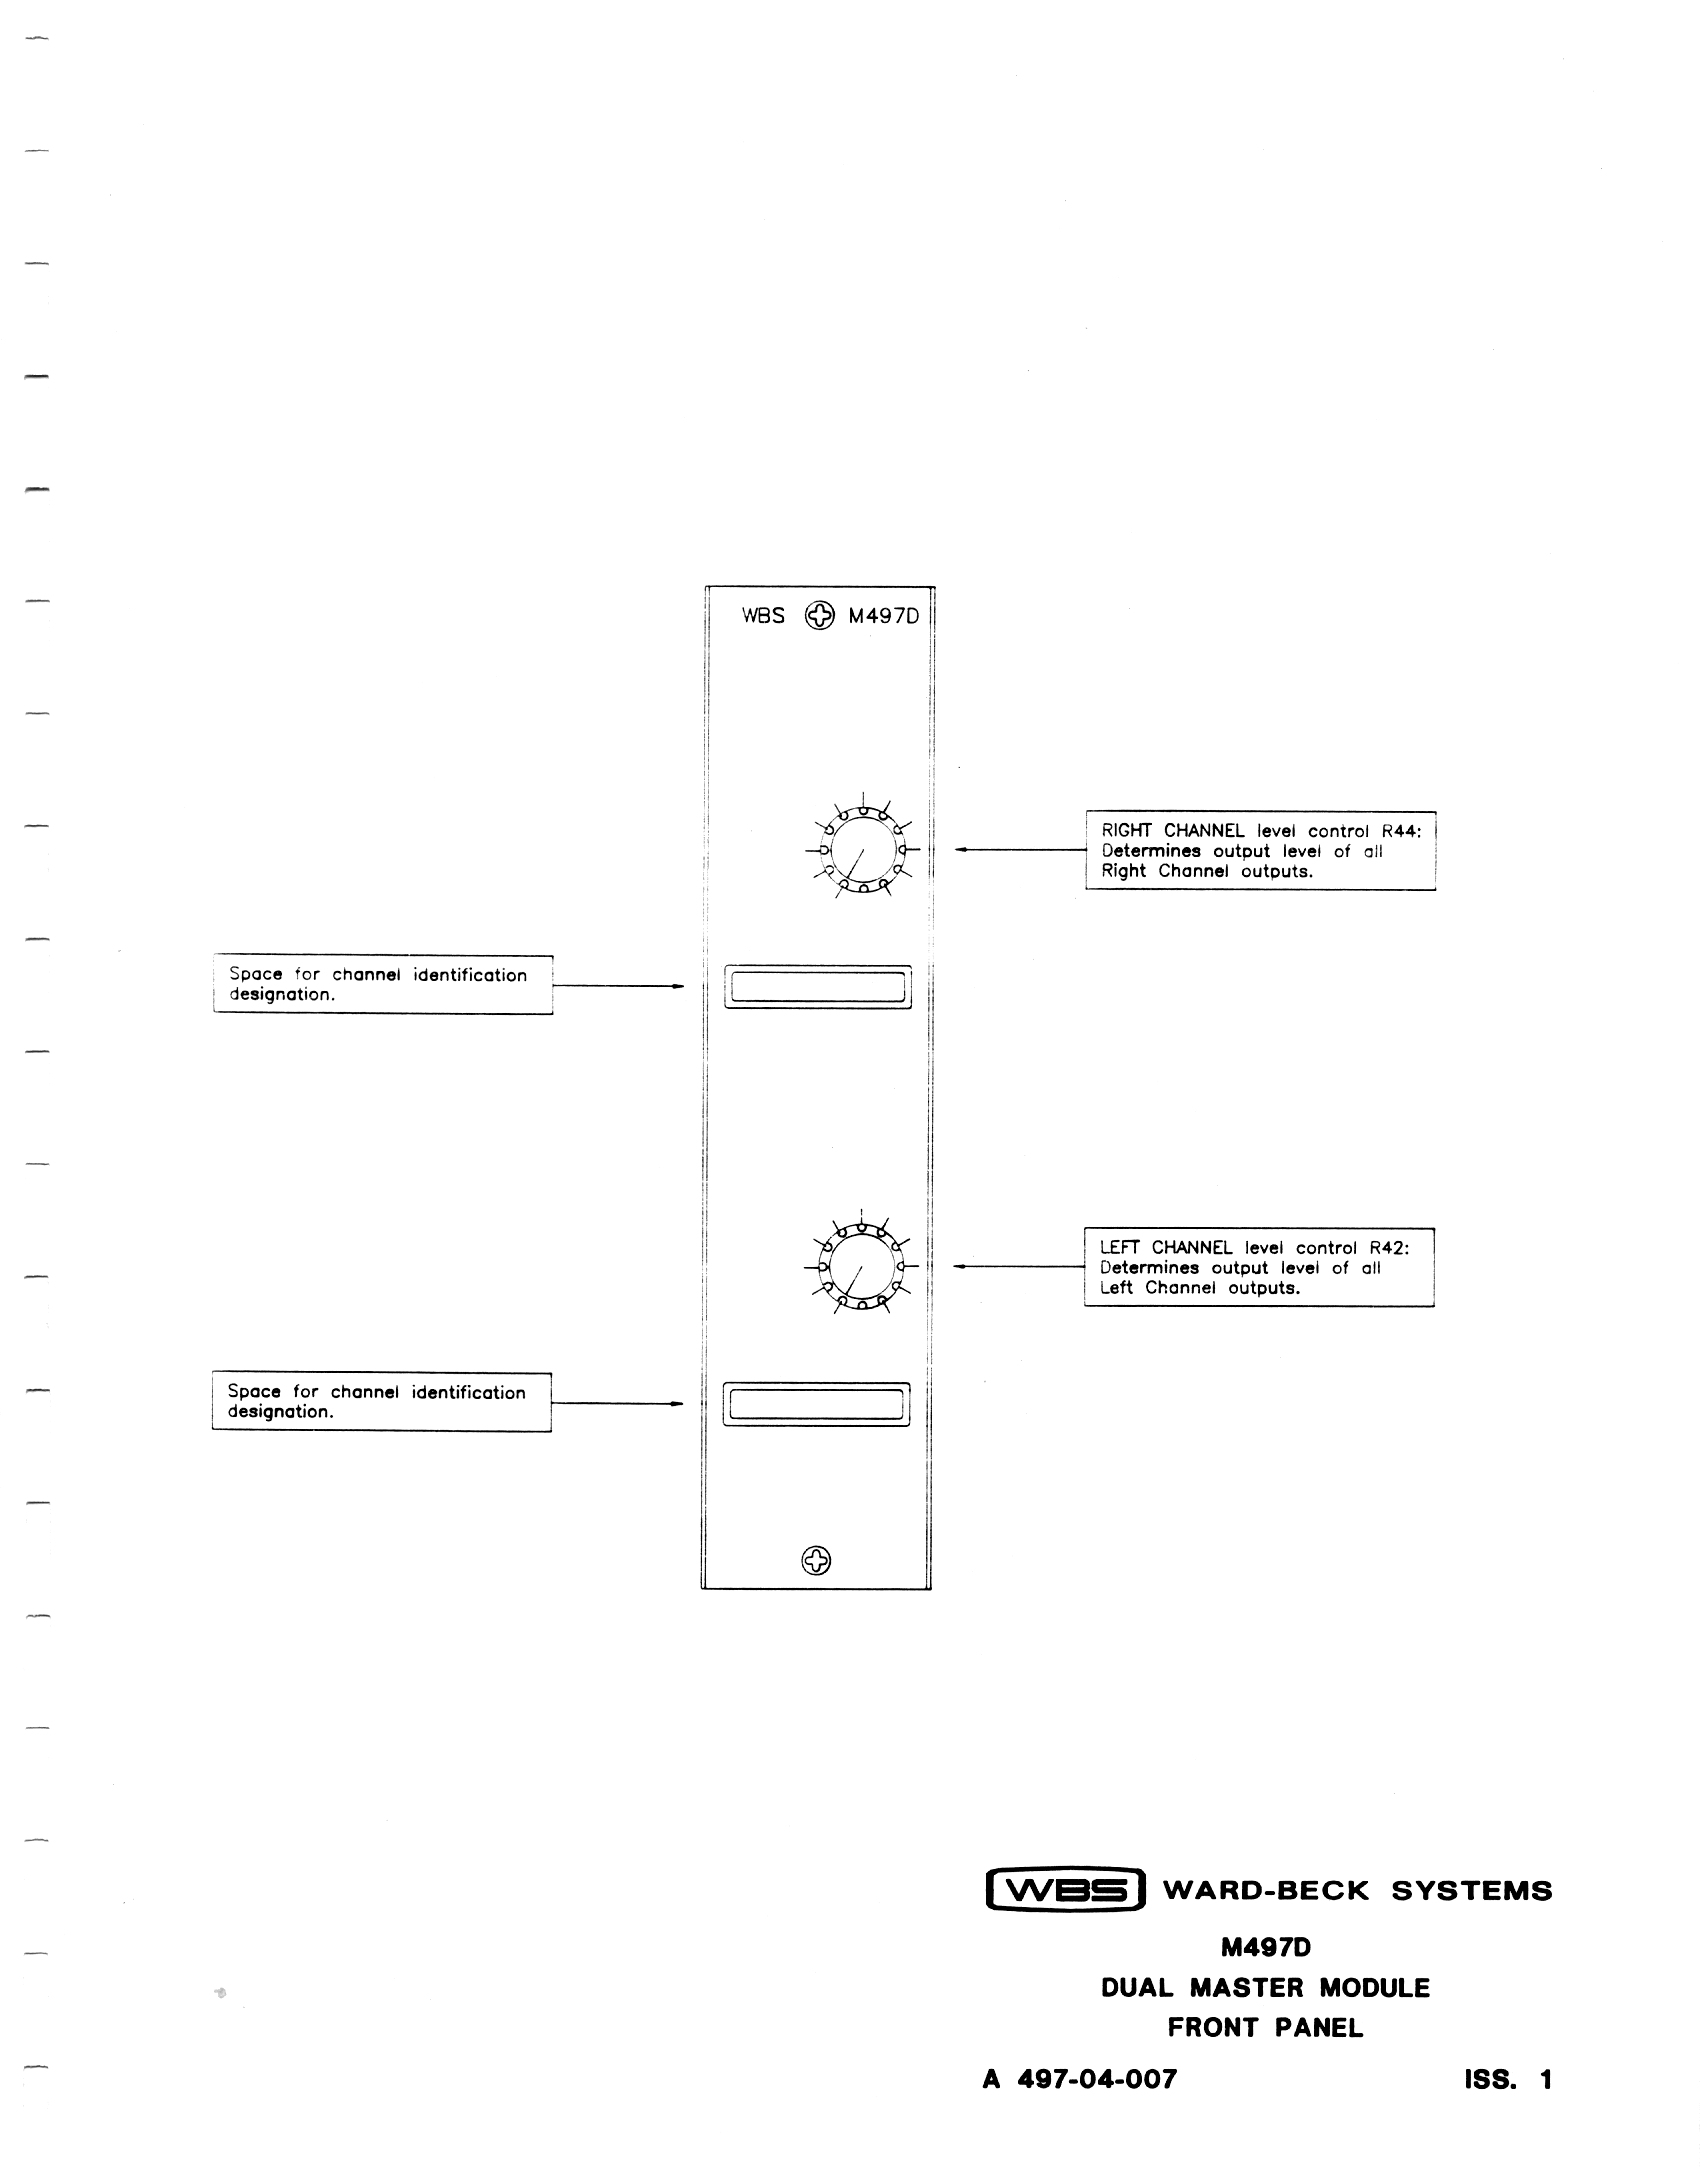 WBS M497D
RIGHT CHANNEL level control R44:
Determines output level of all
Right Channel outputs.
Space for channel identification
designation.
LEFT CHANNEL level control R42:
Determines output level of all
Left Channel outputs.
Space for channel identification
designation.
WBS WARD-BECK SYSTEMS
M497D
DUAL MASTER MODULE
FRONT PANEL
A 497-04-007 ISS. 1